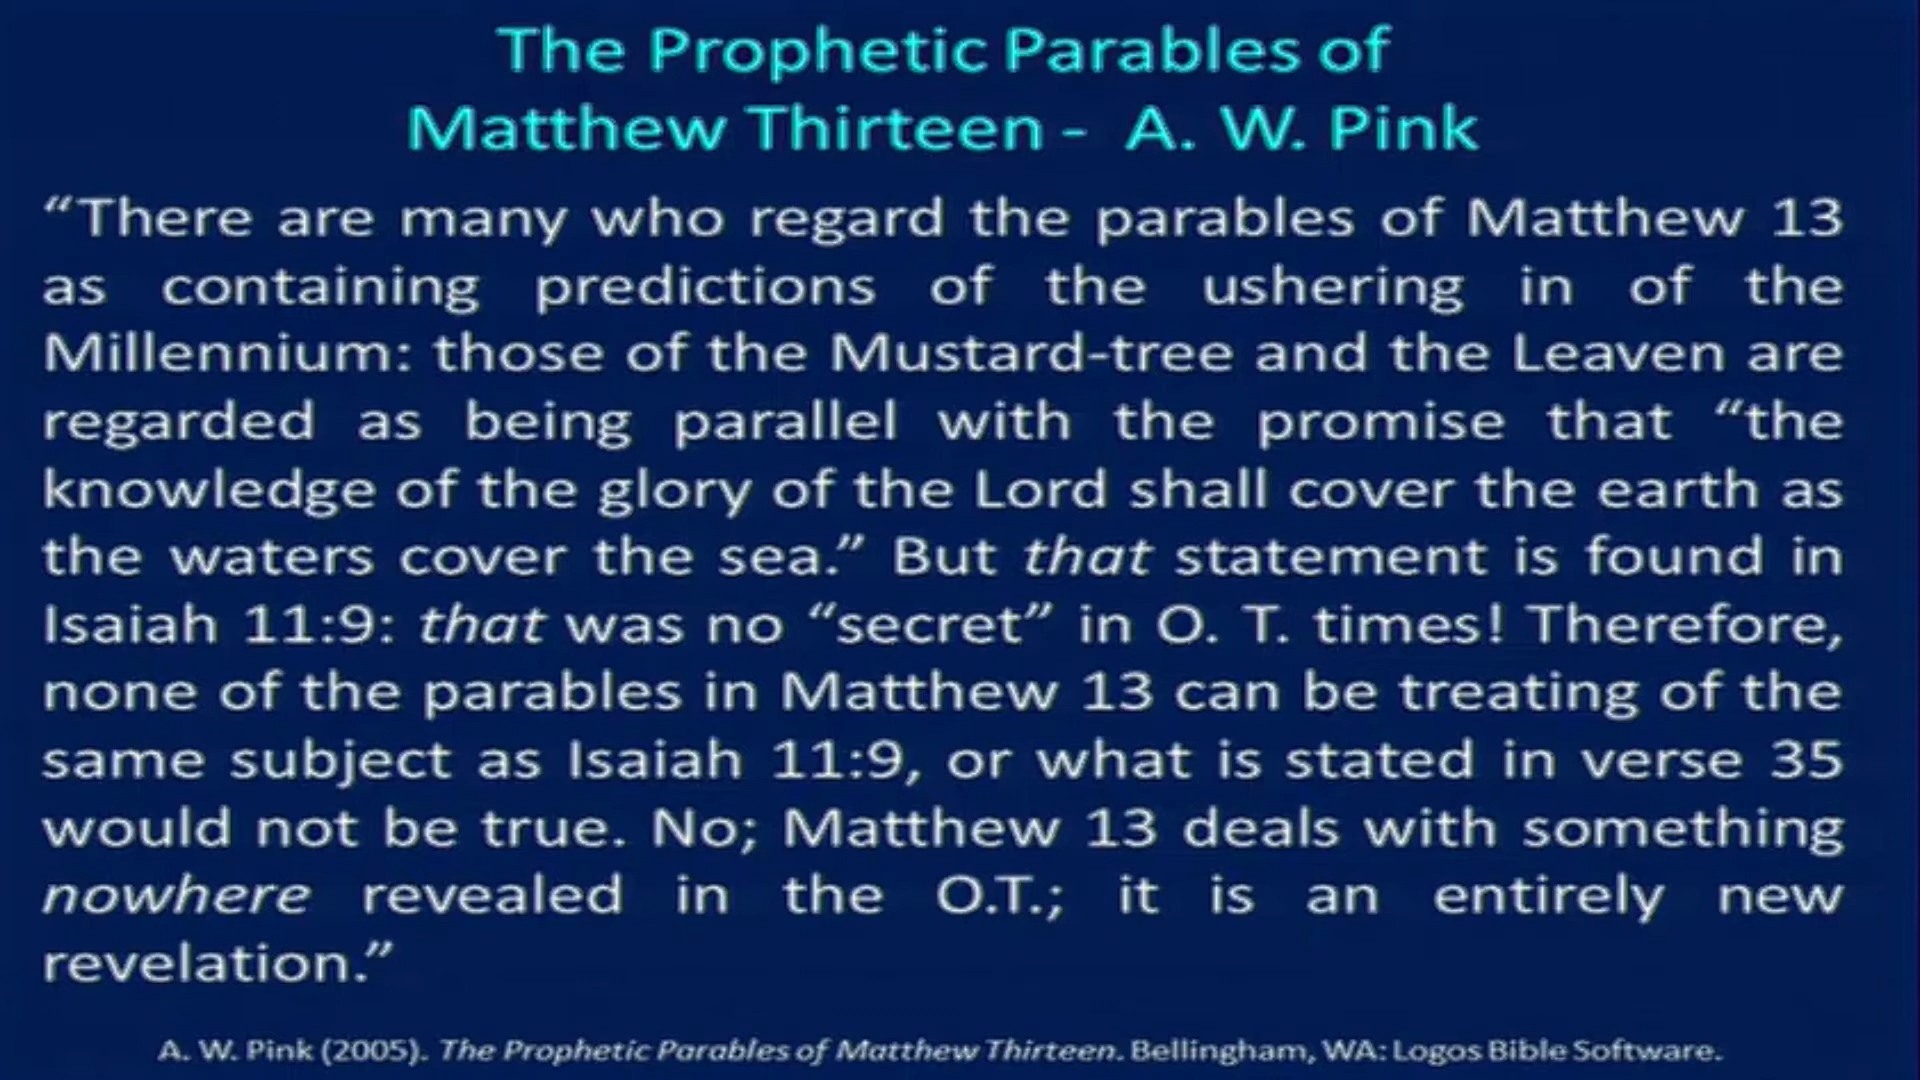 The Prophetic Parables of
Matthew Thirteen - A. W. Pink
“There are many who regard the parables of Matthew 13
as containing predictions of the ushering in of the
Millennium: those of the Mustard-tree and the Leaven are
regarded as being parallel with the promise that “the
knowledge of the glory of the Lord shall cover the earth as
the waters cover the sea.” But that statement is found in
Isaiah 11:9: that was no “secret” in O. T. times! Therefore,
none of the parables in Matthew 13 can be treating of the
same subject as Isaiah 11:9, or what is stated in verse 35
would not be true. No; Matthew 13 deals with something
nowhere revealed in the O.T.; it is an entirely new
revelation.”
A. W. Pink (2005). The Prophetic Parables of Matthew Thirteen. Bellingham, WA: Logos Bible Software.